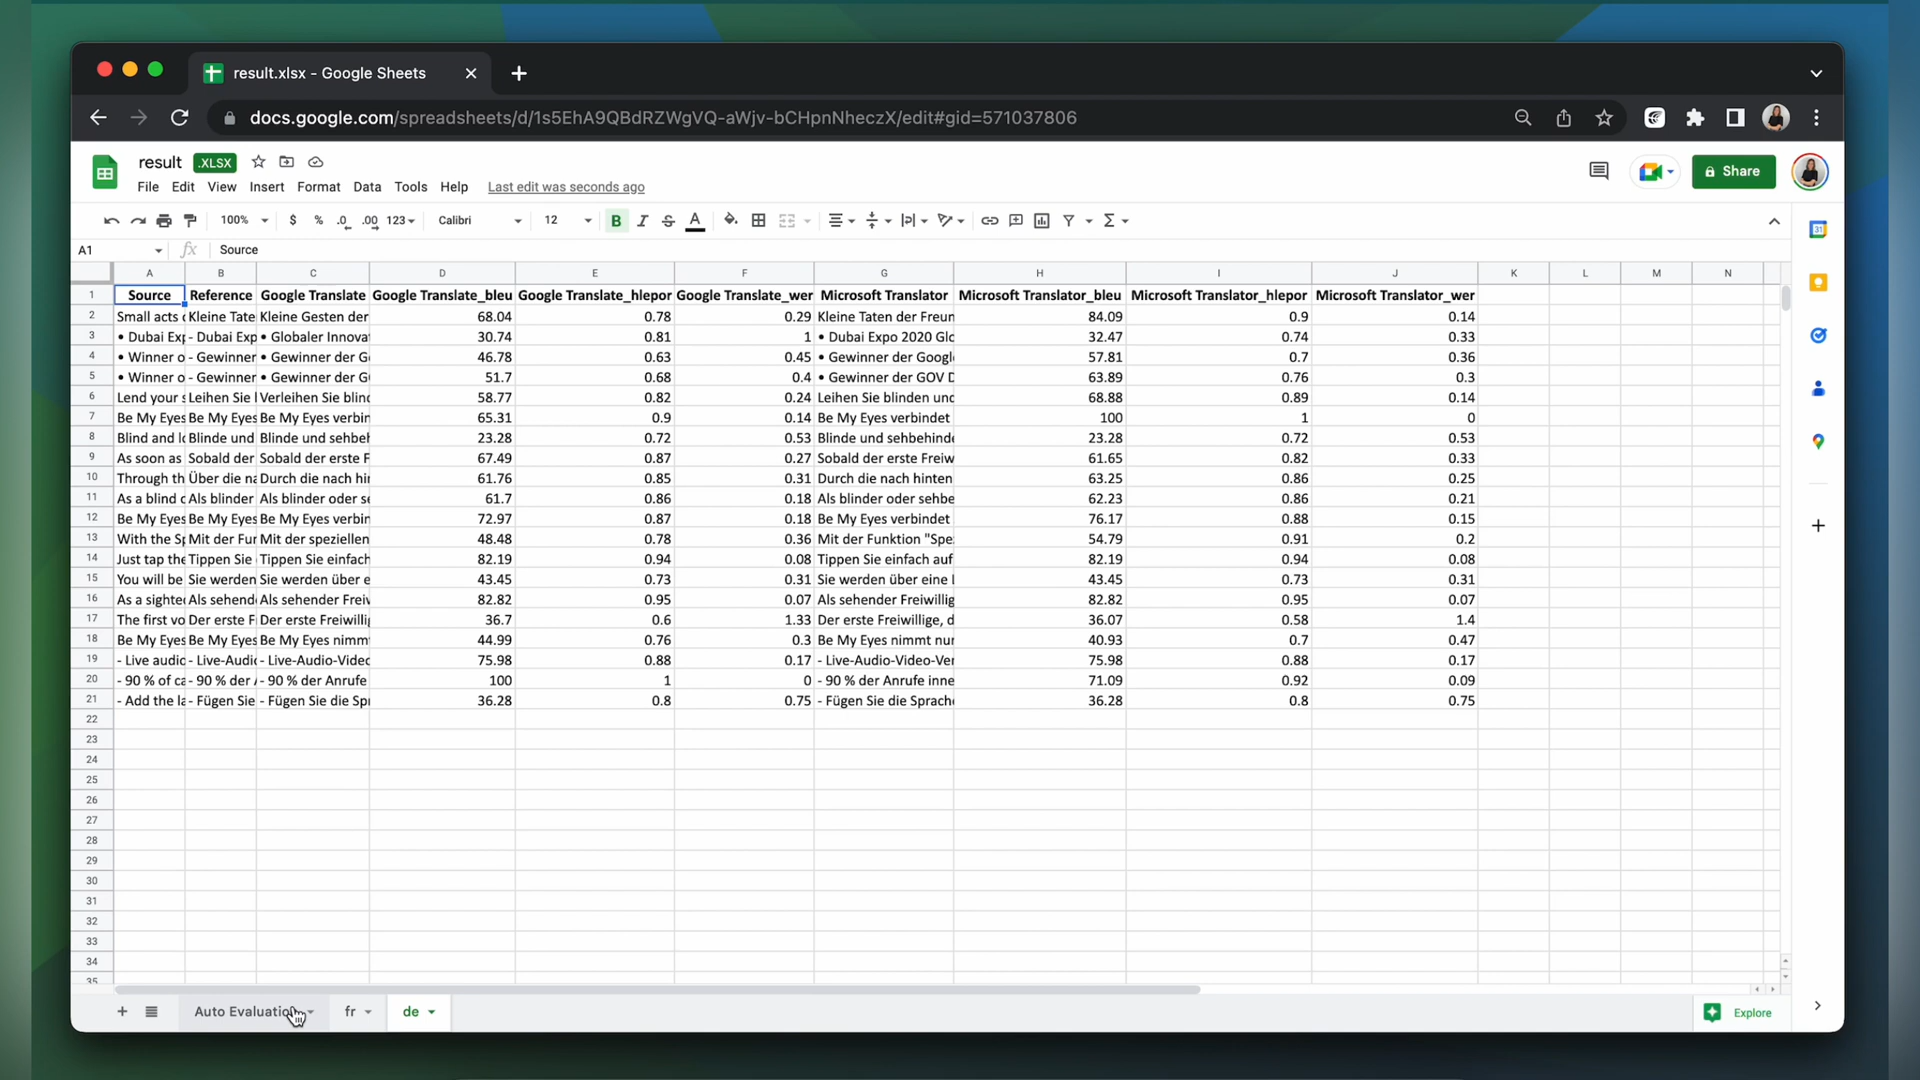 result.xlsx - Google Sheets
docs.google.com/spreadsheets/d/1s5EhA9QBdRZWgVQ-aWjv-bCHpnNheczX/edit#gid=571037806
result .XLSX
Share
File Edit View Insert Format Data Tools Help Last edit was seconds ago
100% $ % .0 .00 123 Calibri 12 B I S A
A1 fx Source
A B C D E F G H I J K L M N
1 Source Reference Google Translate Google Translate_bleu Google Translate_hlepor Google Translate_wer Microsoft Translator Microsoft Translator_bleu Microsoft Translator_hlepor Microsoft Translator_wer
2 Small acts Kleine Tate Kleine Gesten der 68.04 0.78 0.29 Kleine Taten der Freun 84.09 0.9 0.14
3 • Dubai Exp - Dubai Exp • Globaler Innova 30.74 0.81 1 • Dubai Expo 2020 Glo 32.47 0.74 0.33
4 • Winner o - Gewinner • Gewinner der G 46.78 0.63 0.45 • Gewinner der Googl 57.81 0.7 0.36
5 • Winner o - Gewinner • Gewinner der G 51.7 0.68 0.4 • Gewinner der GOV D 63.89 0.76 0.3
6 Lend your s Leihen Sie Verleihen Sie blind 58.77 0.82 0.24 Leihen Sie blinden und 68.88 0.89 0.14
7 Be My Eyes Be My Eyes Be My Eyes verbin 65.31 0.9 0.14 Be My Eyes verbindet 100 1 0
8 Blind and lo Blinde und Blinde und sehbeh 23.28 0.72 0.53 Blinde und sehbehinde 23.28 0.72 0.53
9 As soon as Sobald der Sobald der erste F 67.49 0.87 0.27 Sobald der erste Freiw 61.65 0.82 0.33
10 Through th Über die na Durch die nach hin 61.76 0.85 0.31 Durch die nach hinten 63.25 0.86 0.25
11 As a blind o Als blinder Als blinder oder se 61.7 0.86 0.18 Als blinder oder sehbe 62.23 0.86 0.21
12 Be My Eyes Be My Eyes Be My Eyes verbin 72.97 0.87 0.18 Be My Eyes verbindet 76.17 0.88 0.15
13 With the Sp Mit der Fur Mit der speziellen 48.48 0.78 0.36 Mit der Funktion "Spe 54.79 0.91 0.2
14 Just tap the Tippen Sie Tippen Sie einfach 82.19 0.94 0.08 Tippen Sie einfach auf 82.19 0.94 0.08
15 You will be Sie werden Sie werden über e 43.45 0.73 0.31 Sie werden über eine 43.45 0.73 0.31
16 As a sighte Als sehend Als sehender Freiw 82.82 0.95 0.07 Als sehender Freiwillig 82.82 0.95 0.07
17 The first vo Der erste F Der erste Freiwillig 36.7 0.6 1.33 Der erste Freiwillige, d 36.07 0.58 1.4
18 Be My Eyes Be My Eyes Be My Eyes nimm 44.99 0.76 0.3 Be My Eyes nimmt nur 40.93 0.7 0.47
19 - Live audio - Live-Audio - Live-Audio-Video 75.98 0.88 0.17 - Live-Audio-Video-Ver 75.98 0.88 0.17
20 - 90 % of ca - 90 % der - 90 % der Anrufe 100 1 0 - 90 % der Anrufe inne 71.09 0.92 0.09
21 - Add the la - Fügen Sie - Fügen Sie die Sp 36.28 0.8 0.75 - Fügen Sie die Sprach 36.28 0.8 0.75
22
23
24
25
26
27
28
29
30
31
32
33
34
35
Auto Evaluation fr de Explore